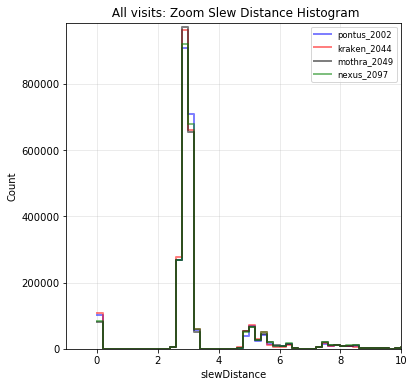 All visits: Zoom Slew Distance Histogram
pontus_2002
kraken_2044
mothra_2049
nexus_2097
Count
800000
600000
400000
200000
0
0 2 4 6 8 10
slewDistance